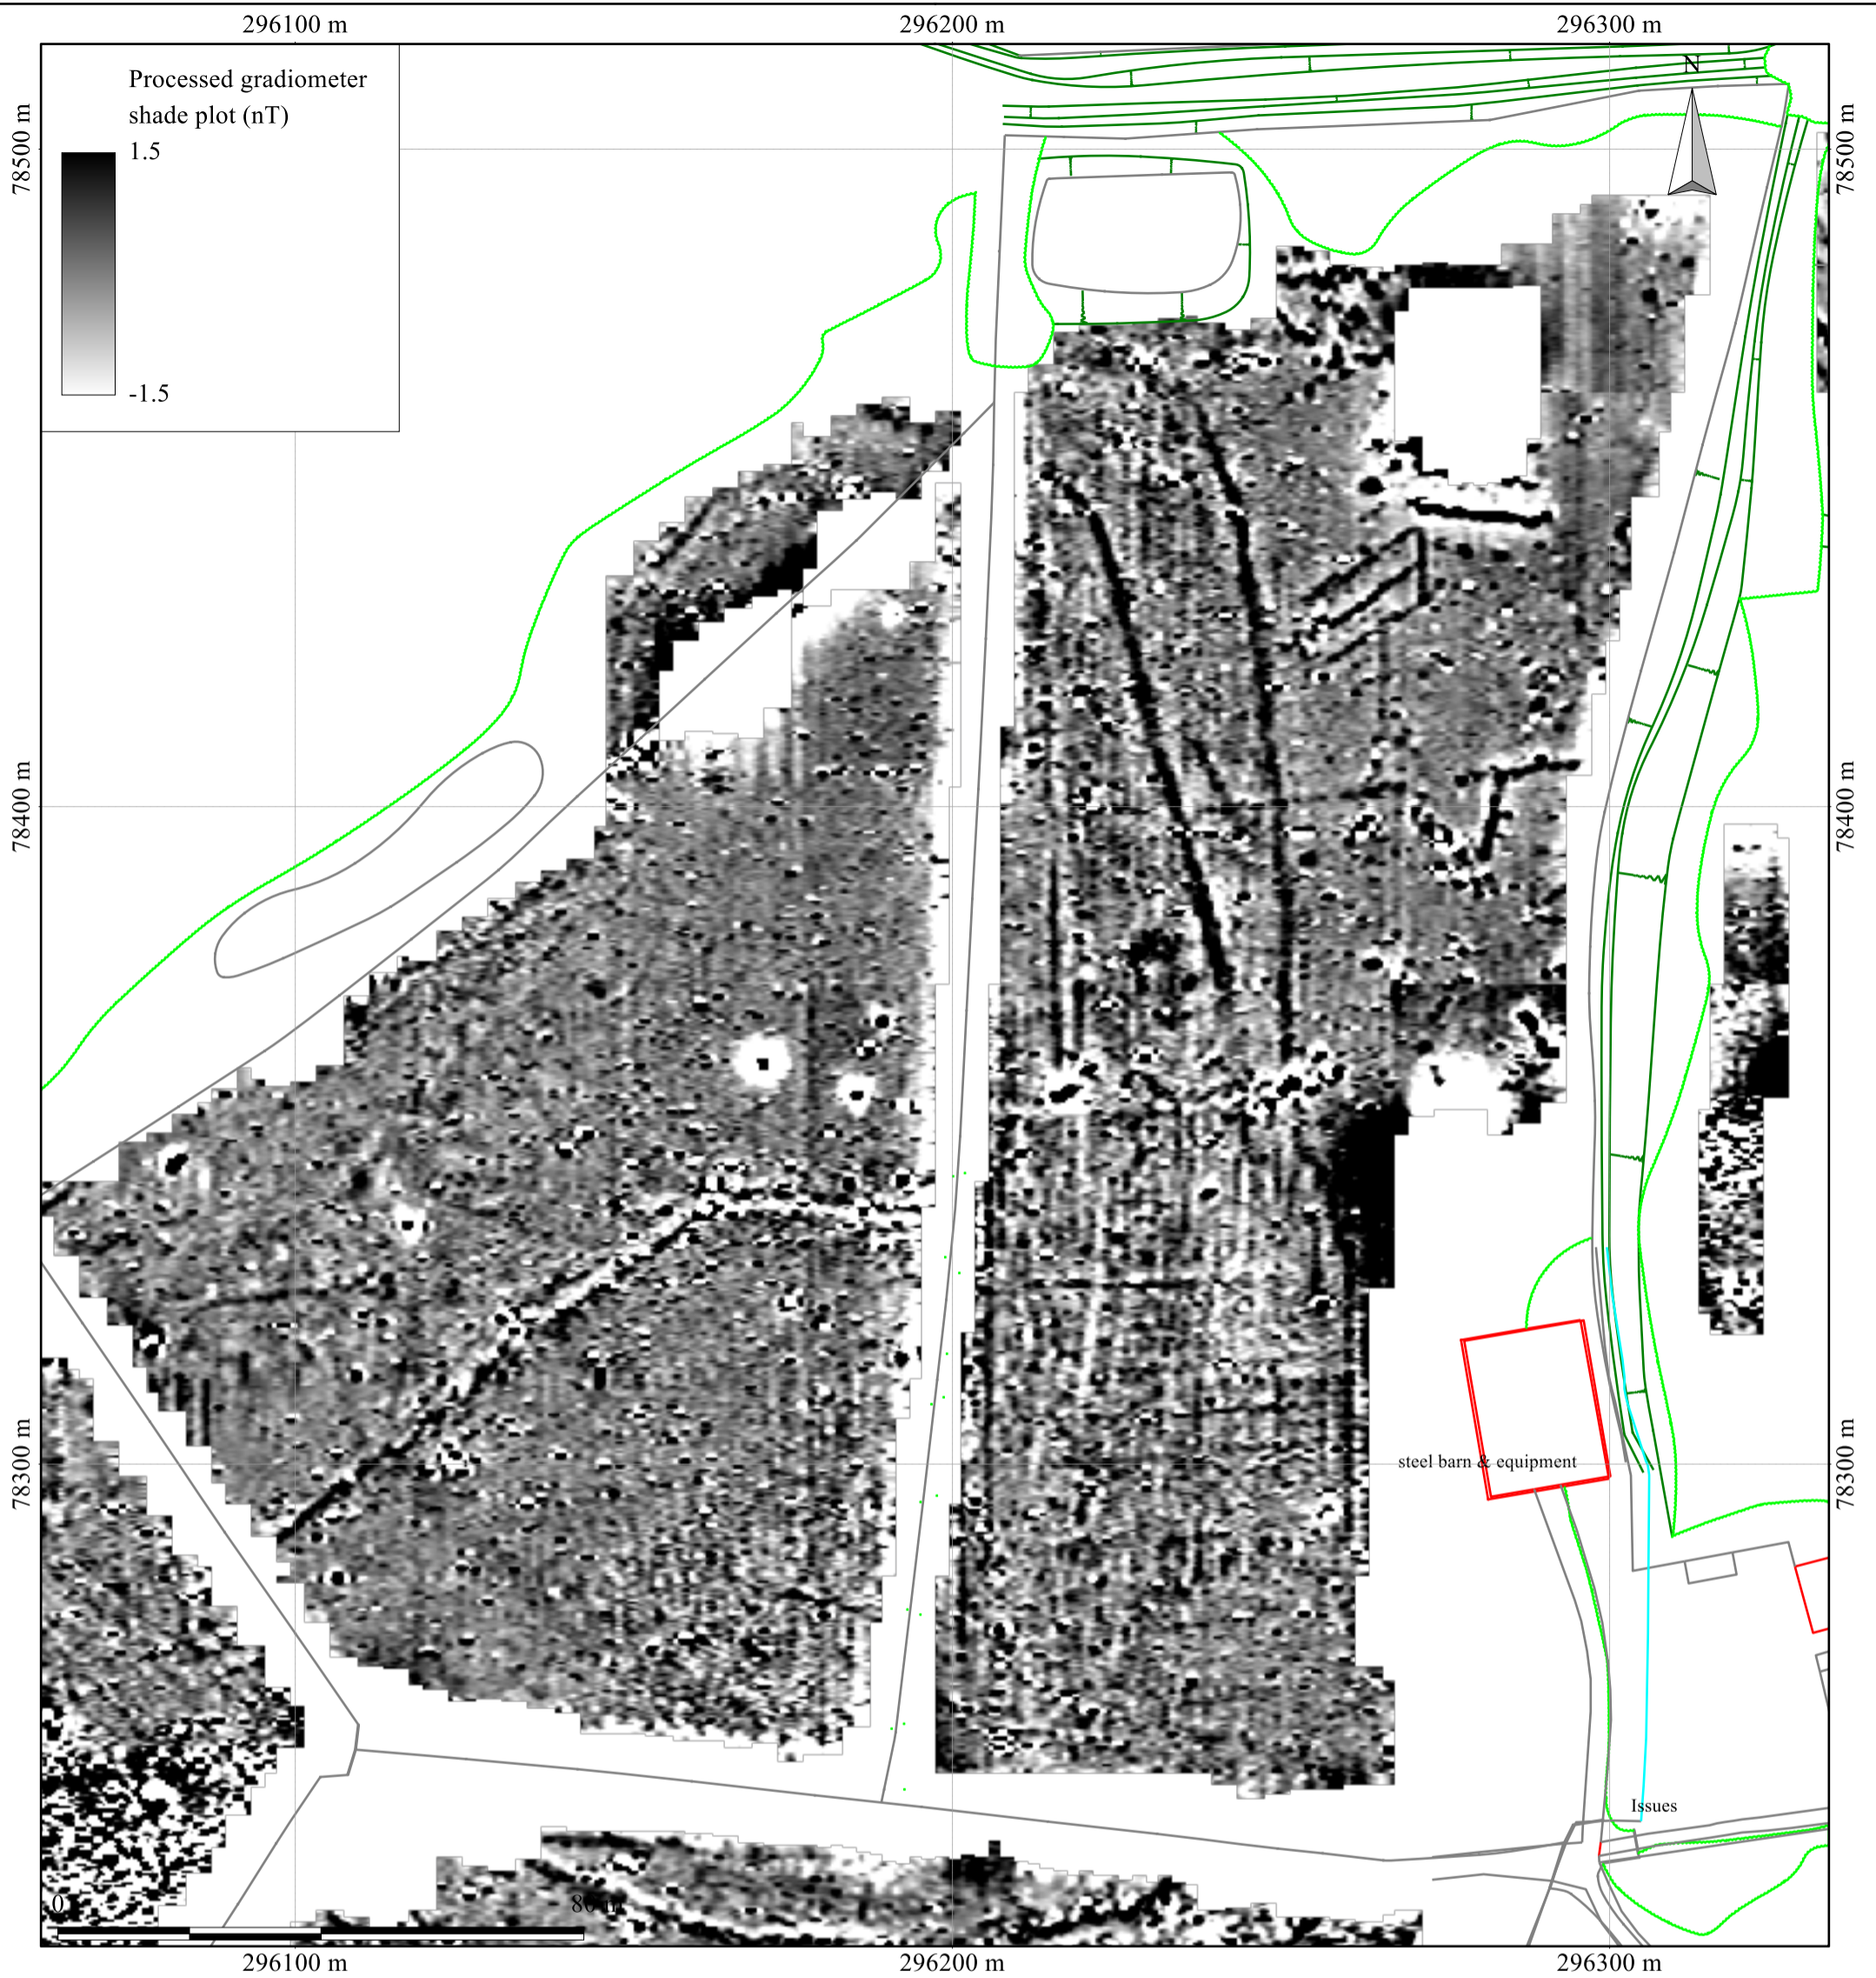 296100 m
296200 m
296300 m
Processed gradiometer
shade plot (nT)
1.5
-1.5
N
78500 m
78500 m
78400 m
78400 m
78300 m
78300 m
steel barn & equipment
Issues
0
80 m
296100 m
296200 m
296300 m